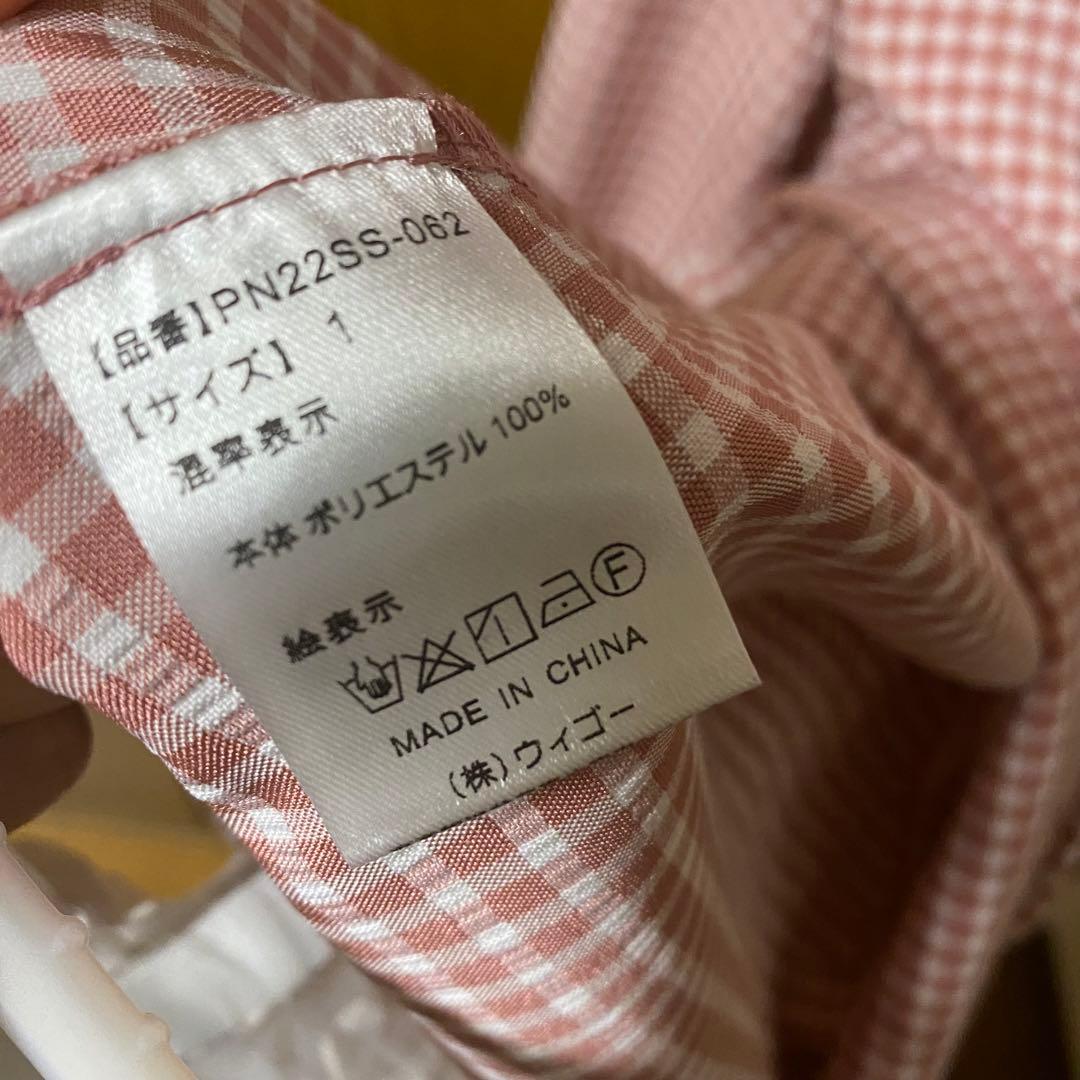 【品番】PN22SS-062
【サイズ】 1
混率表示
本体 ポリエステル 100%
絵表示
F
MADE IN CHINA
(株)ウィゴー